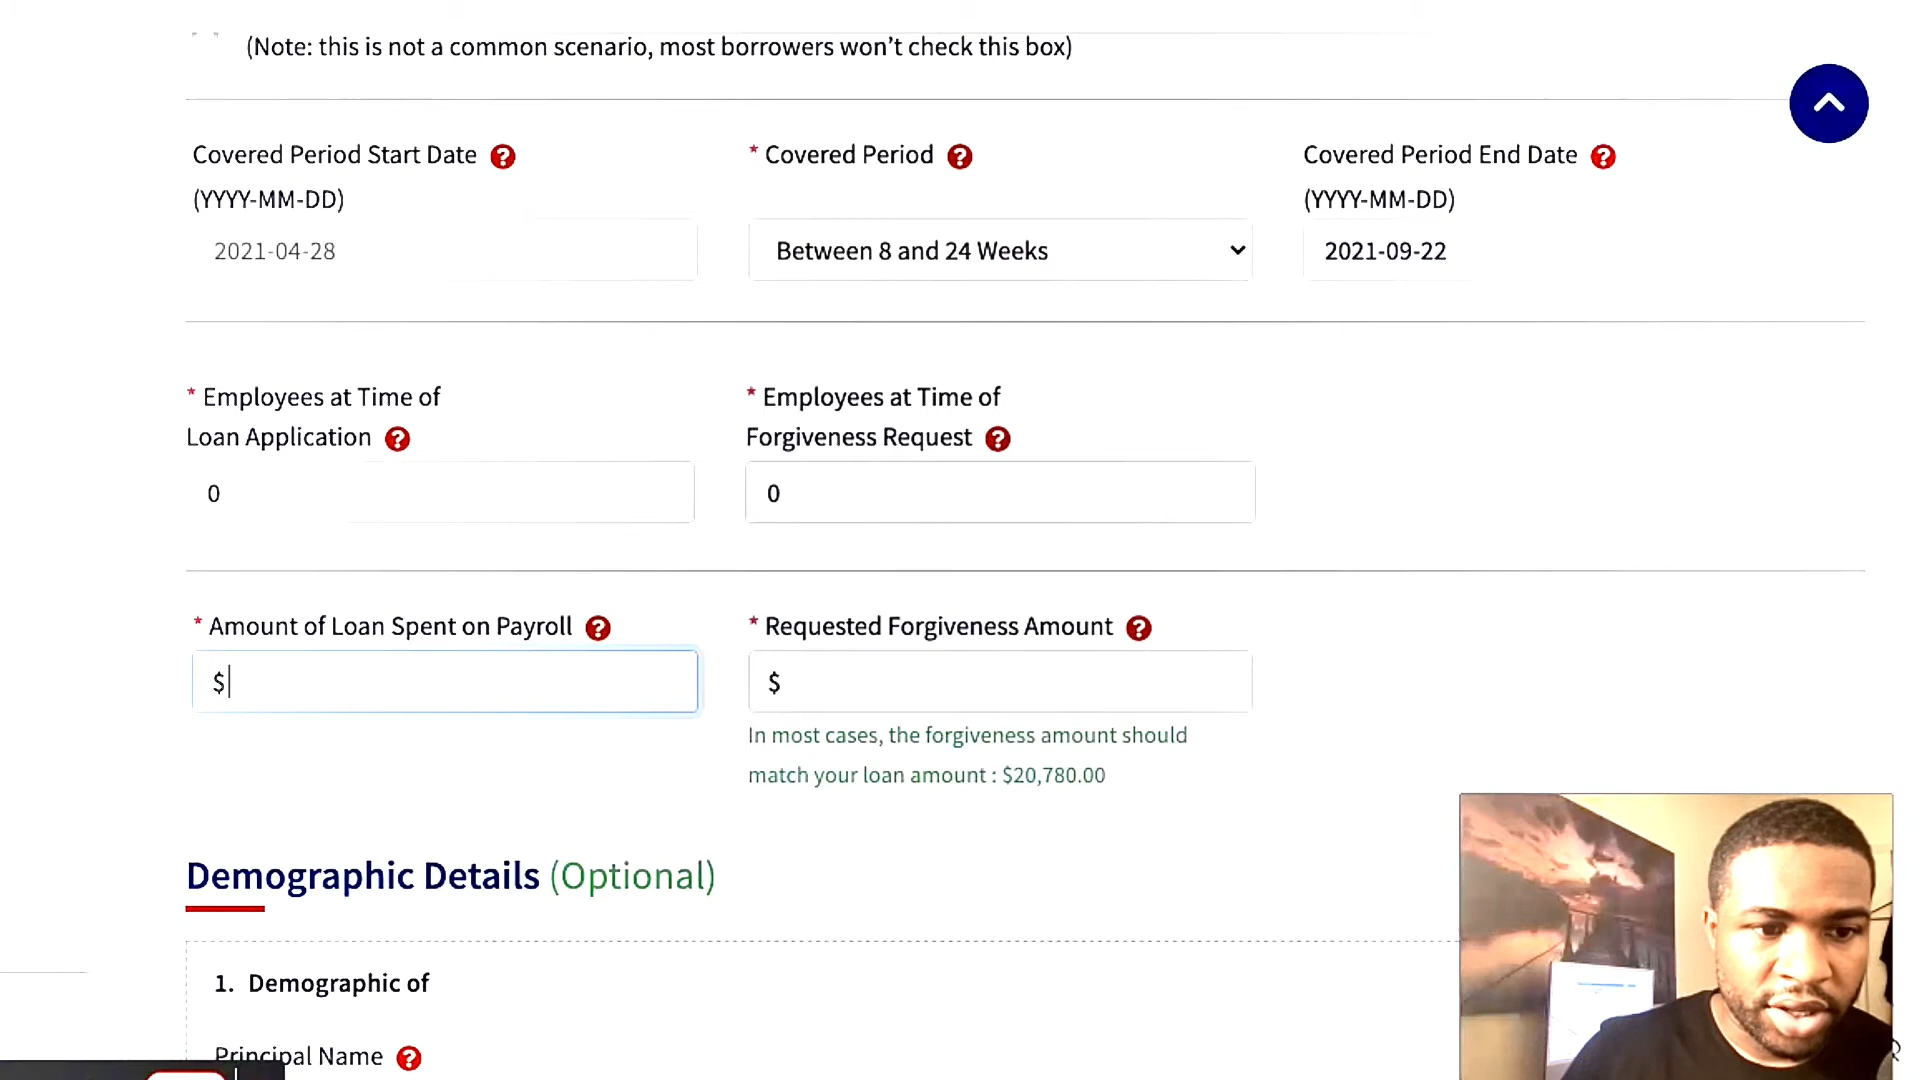 (Note: this is not a common scenario, most borrowers won’t check this box)
Covered Period Start Date ?
(YYYY-MM-DD)
2021-04-28
* Covered Period ?
Between 8 and 24 Weeks
Covered Period End Date ?
(YYYY-MM-DD)
2021-09-22
* Employees at Time of
Loan Application ?
0
* Employees at Time of
Forgiveness Request ?
0
* Amount of Loan Spent on Payroll ?
$
* Requested Forgiveness Amount ?
$
In most cases, the forgiveness amount should
match your loan amount : $20,780.00
Demographic Details (Optional)
1. Demographic of
Principal Name ?